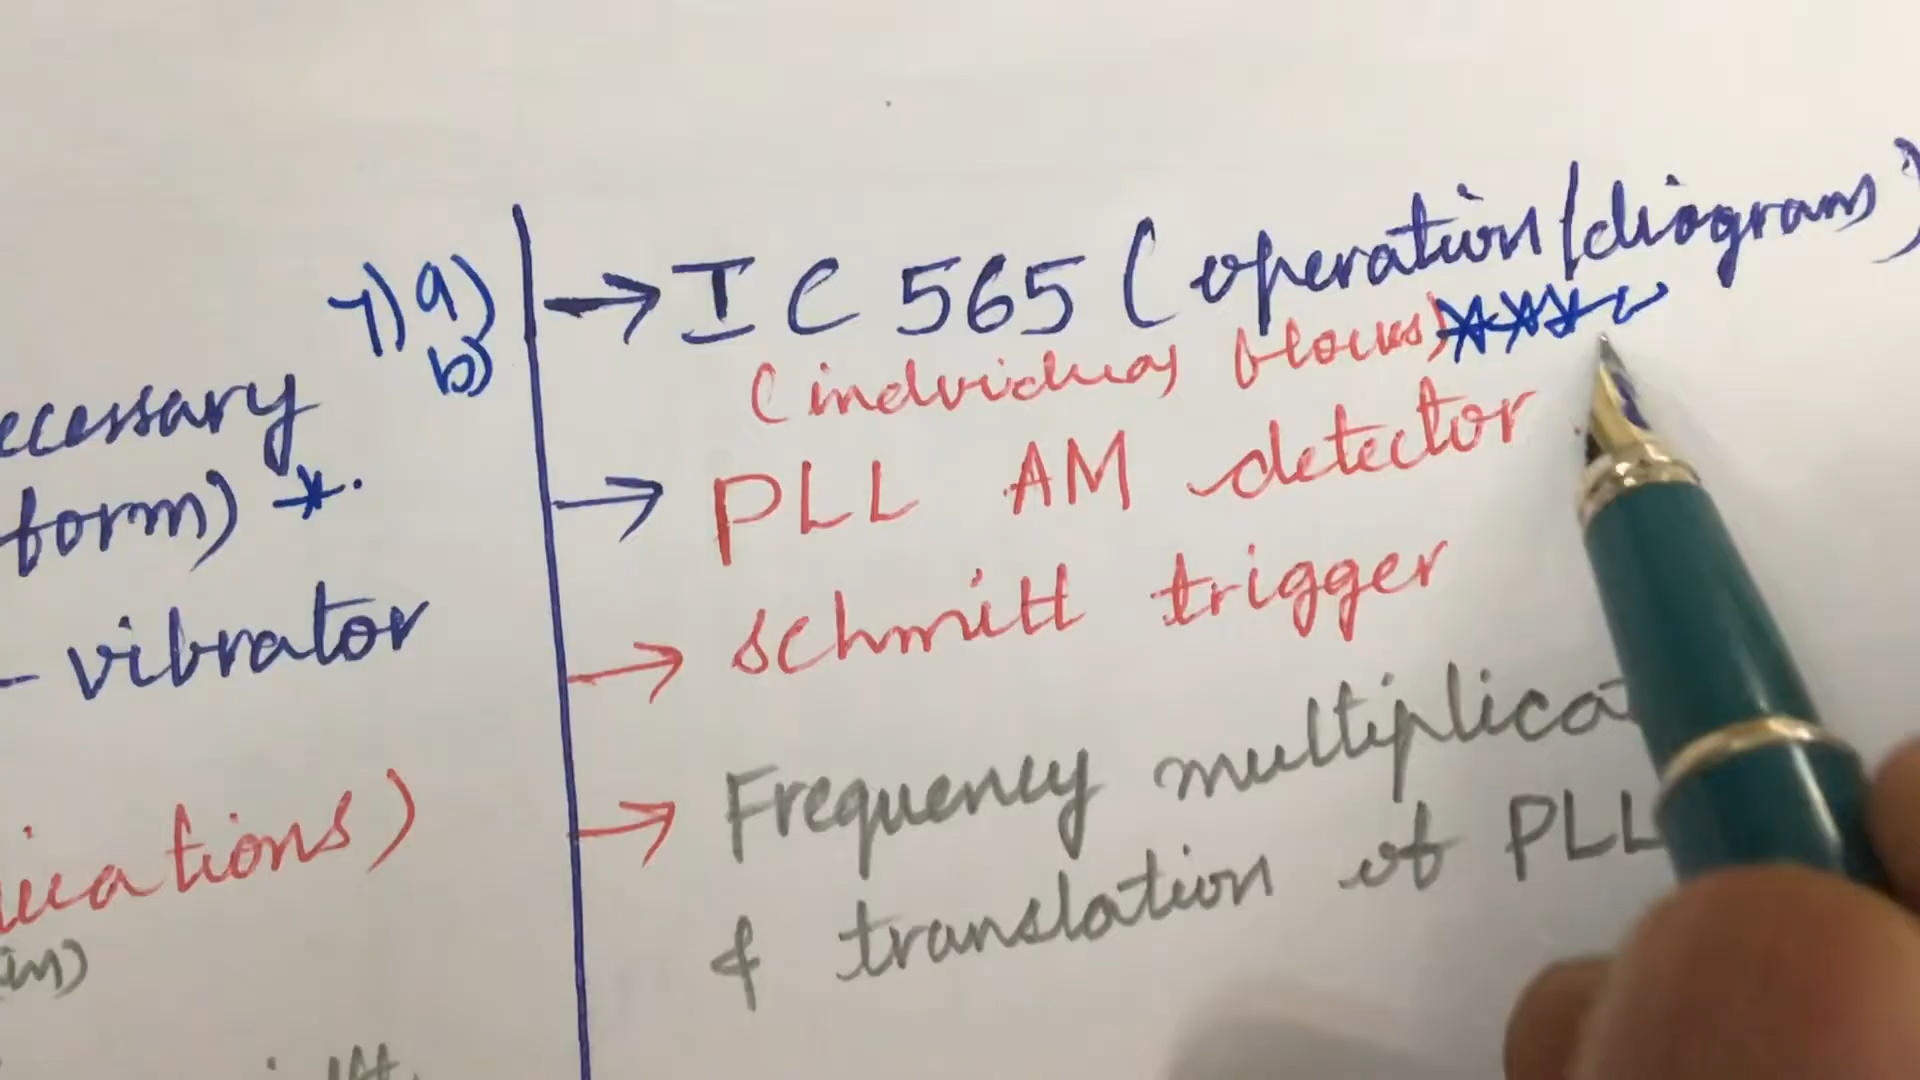 7) a)
b)
→ IC 565 (operation/diagram)
(individual blocks) ****
→ PLL AM detector
→ schmitt trigger
→ Frequency
& translation of PLL
ecessary
form) *.
- vibrator
ications)